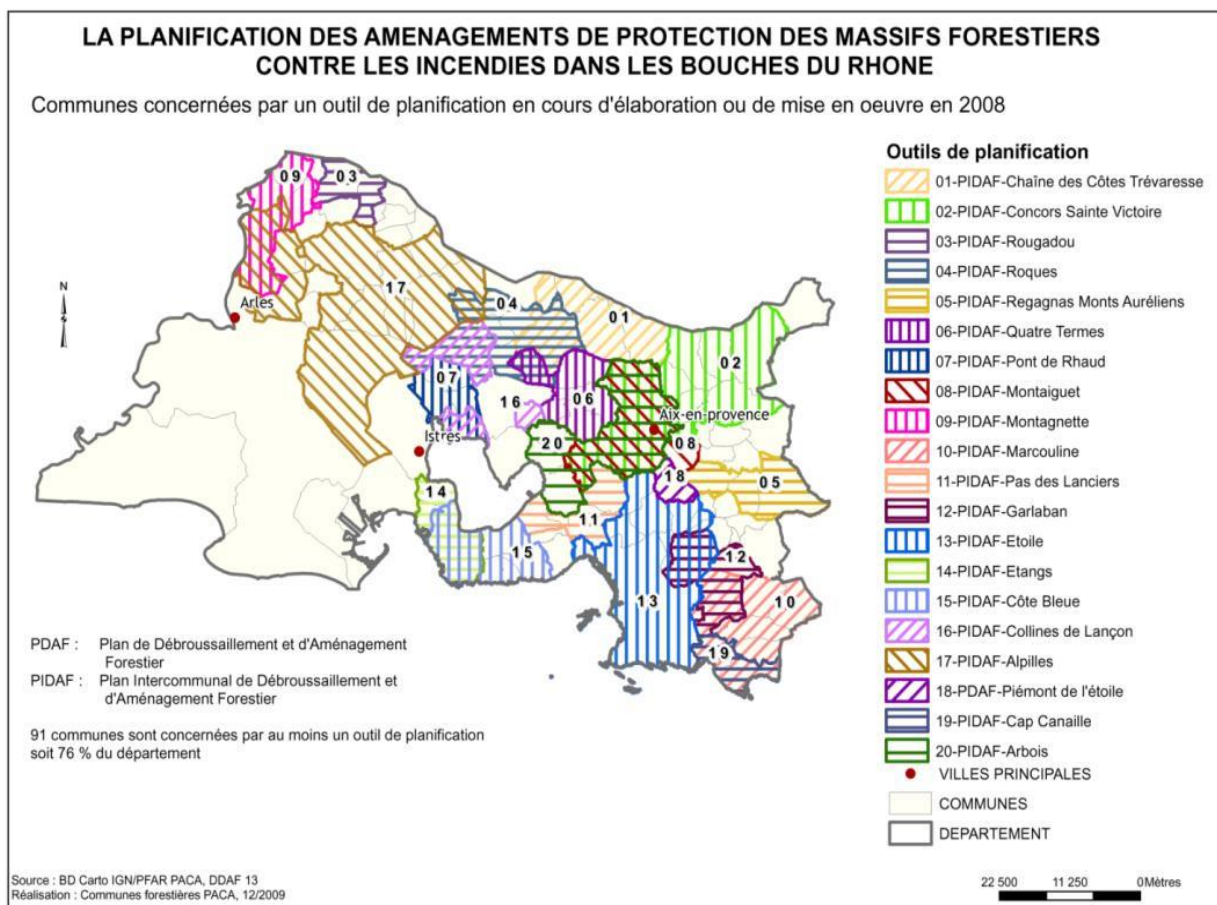 LA PLANIFICATION DES AMENAGEMENTS DE PROTECTION DES MASSIFS FORESTIERS
CONTRE LES INCENDIES DANS LES BOUCHES DU RHONE
Communes concernées par un outil de planification en cours d'élaboration ou de mise en oeuvre en 2008
Outils de planification
01-PIDAF-Chaîne des Côtes Trévaresse
02-PIDAF-Concors Sainte Victoire
03-PIDAF-Rougadou
04-PIDAF-Roques
05-PIDAF-Regagnas Monts Auréliens
06-PIDAF-Quatre Termes
07-PIDAF-Pont de Rhaud
08-PIDAF-Montaiguet
09-PIDAF-Montagnette
10-PIDAF-Marcouline
11-PIDAF-Pas des Lanciers
12-PIDAF-Garlaban
13-PIDAF-Etoile
14-PIDAF-Etangs
15-PIDAF-Côte Bleue
16-PIDAF-Collines de Lançon
17-PIDAF-Alpilles
18-PDAF-Piémont de l'étoile
19-PIDAF-Cap Canaille
20-PIDAF-Arbois
VILLES PRINCIPALES
COMMUNES
DEPARTEMENT
09
03
17
04
01
02
N
Arles
07
16
06
Aix-en-provence
08
Istres
20
18
05
14
11
15
12
13
10
19
PDAF : Plan de Débroussaillement et d'Aménagement
Forestier
PIDAF : Plan Intercommunal de Débroussaillement et
d'Aménagement Forestier
91 communes sont concernées par au moins un outil de planification
soit 76 % du département
Source : BD Carto IGN/PFAR PACA, DDAF 13
Réalisation : Communes forestières PACA, 12/2009
22 500 11 250 0 Mètres